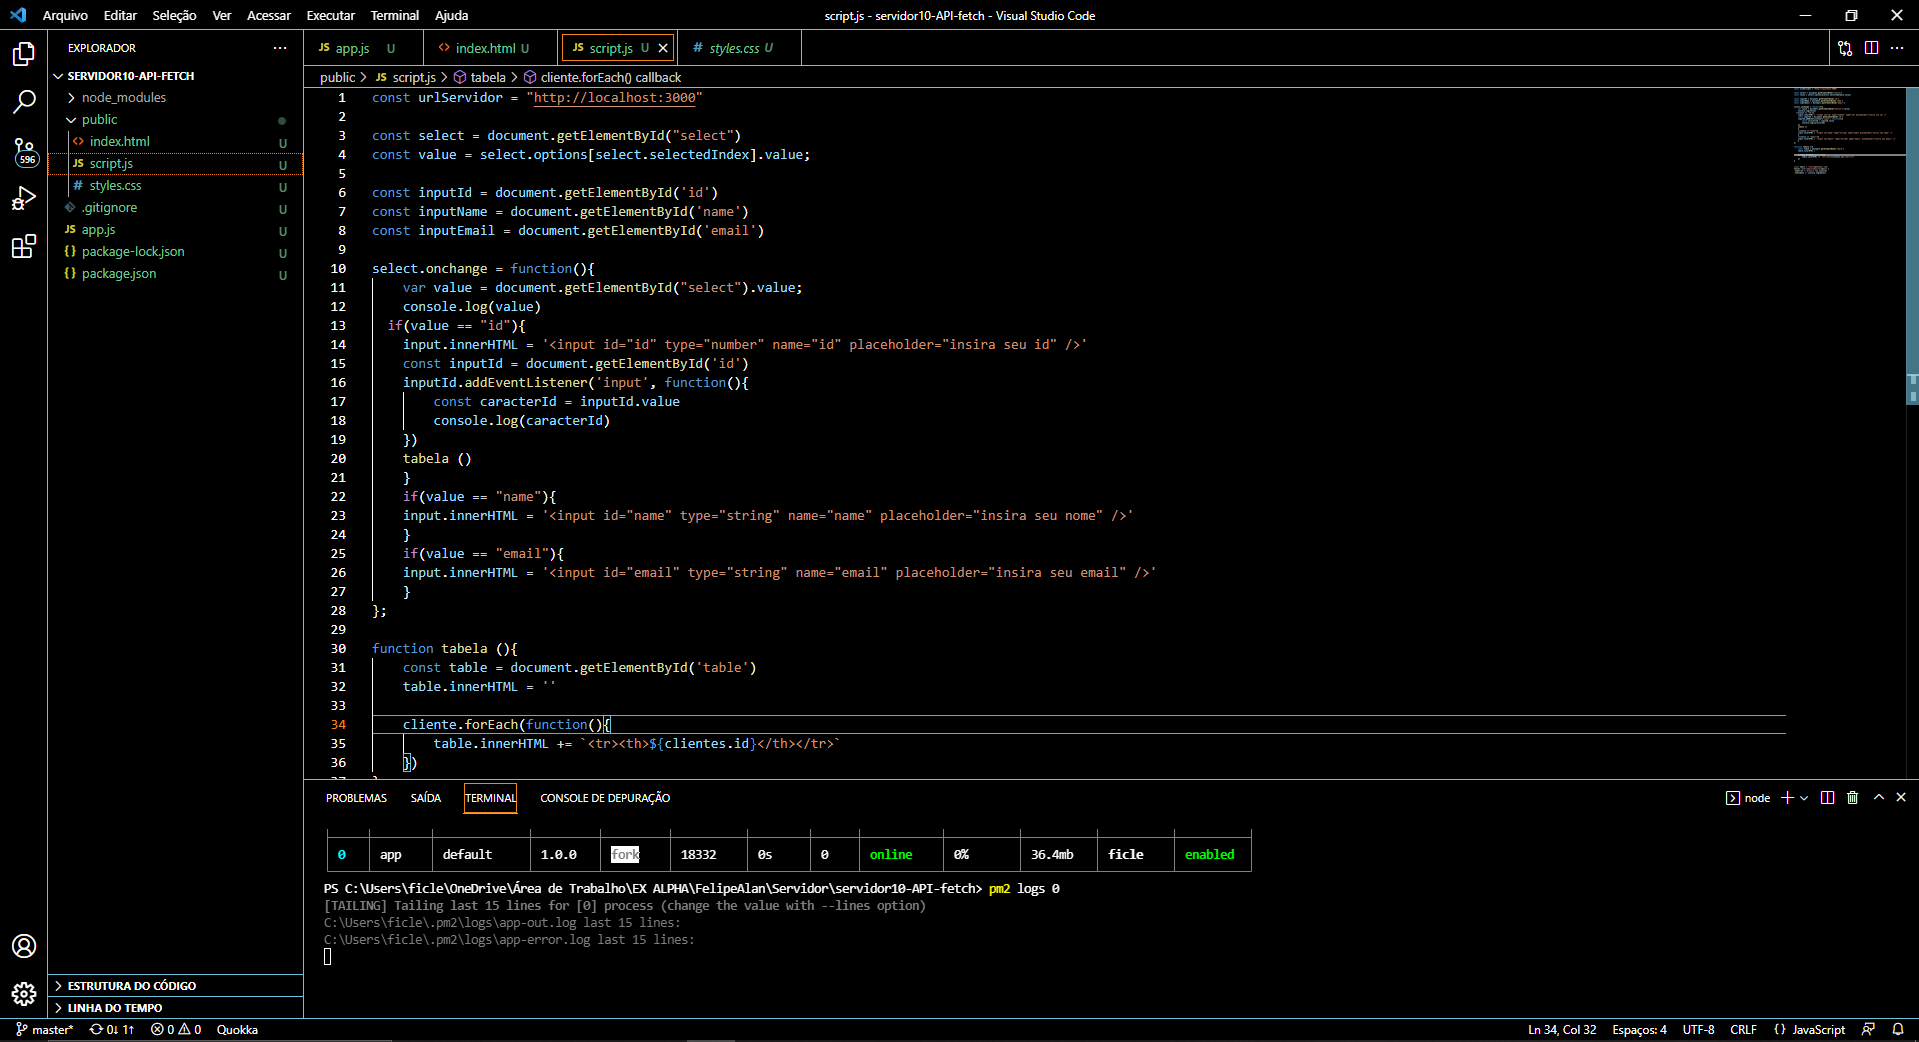 Arquivo Editar Seleção Ver Acessar Executar Terminal Ajuda
script.js - servidor10-API-fetch - Visual Studio Code
EXPLORADOR
SERVIDOR10-API-FETCH
node_modules
public
index.html U
script.js U
styles.css U
.gitignore U
app.js U
package-lock.json U
package.json U
596
ESTRUTURA DO CÓDIGO
LINHA DO TEMPO
app.js U index.html U script.js U styles.css U
public > script.js > tabela > cliente.forEach() callback
1 const urlServidor = "http://localhost:3000"
2
3 const select = document.getElementById("select")
4 const value = select.options[select.selectedIndex].value;
5
6 const inputId = document.getElementById('id')
7 const inputName = document.getElementById('name')
8 const inputEmail = document.getElementById('email')
9
10 select.onchange = function(){
11 var value = document.getElementById("select").value;
12 console.log(value)
13 if(value == "id"){
14 input.innerHTML = '<input id="id" type="number" name="id" placeholder="insira seu id" />'
15 const inputId = document.getElementById('id')
16 inputId.addEventListener('input', function(){
17 const caracterId = inputId.value
18 console.log(caracterId)
19 })
20 tabela ()
21 }
22 if(value == "name"){
23 input.innerHTML = '<input id="name" type="string" name="name" placeholder="insira seu nome" />'
24 }
25 if(value == "email"){
26 input.innerHTML = '<input id="email" type="string" name="email" placeholder="insira seu email" />'
27 }
28 };
29
30 function tabela (){
31 const table = document.getElementById('table')
32 table.innerHTML = ''
33
34 cliente.forEach(function(){
35 table.innerHTML += `<tr><th>${clientes.id}</th></tr>`
36 })
PROBLEMAS SAÍDA TERMINAL CONSOLE DE DEPURAÇÃO
node
0 app default 1.0.0 fork 18332 0s 0 online 0% 36.4mb ficle enabled
PS C:\Users\ficle\OneDrive\Área de Trabalho\EX ALPHA\FelipeAlan\Servidor\servidor10-API-fetch> pm2 logs 0
[TAILING] Tailing last 15 lines for [0] process (change the value with --lines option)
C:\Users\ficle\.pm2\logs\app-out.log last 15 lines:
C:\Users\ficle\.pm2\logs\app-error.log last 15 lines:
master* 0↓ 1↑ 0 0 Quokka
Ln 34, Col 32 Espaços: 4 UTF-8 CRLF {} JavaScript